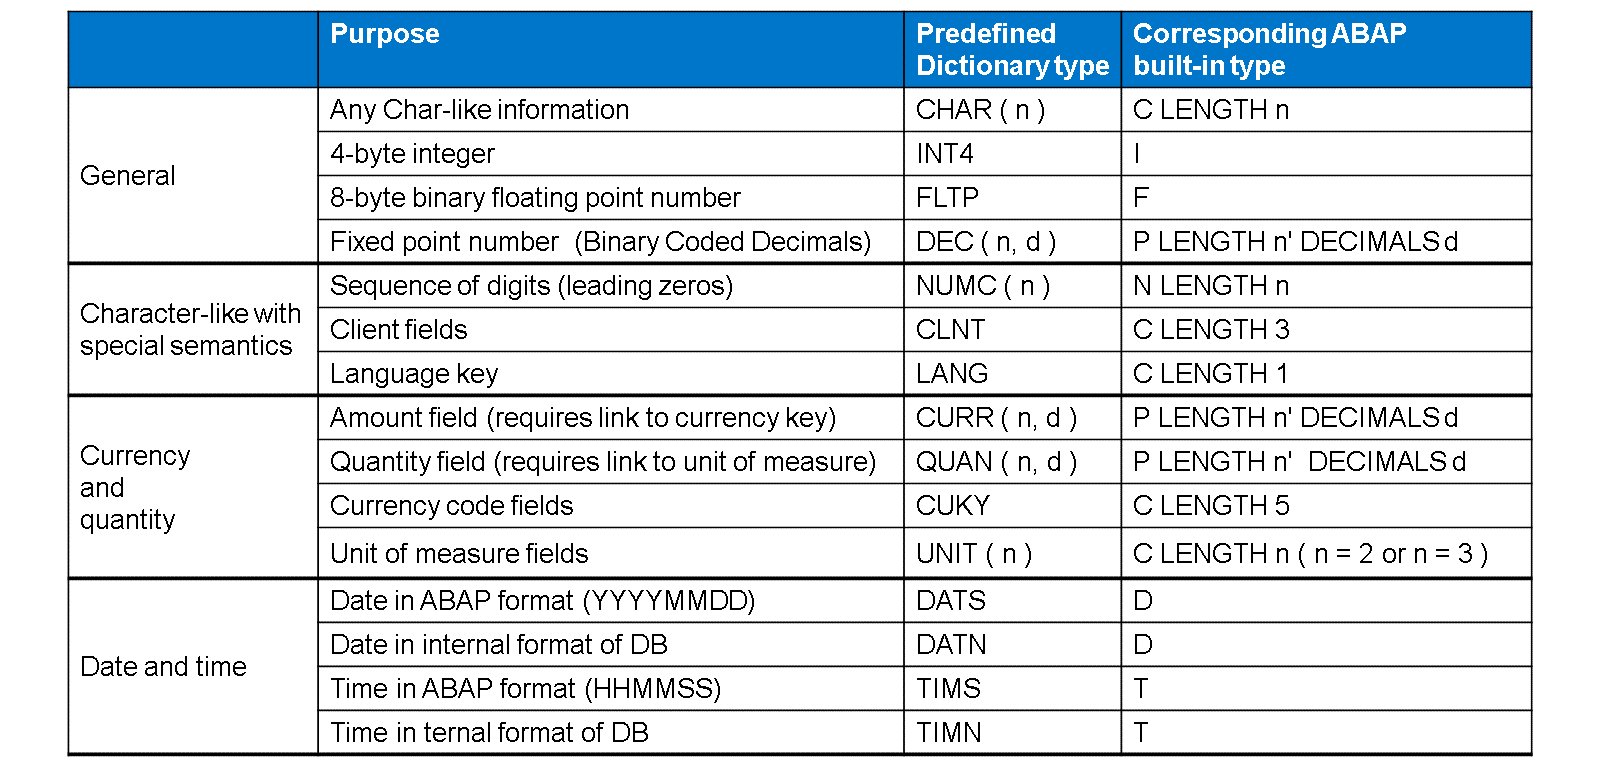 Purpose
Predefined
Dictionary type
Corresponding ABAP
built-in type
General
Any Char-like information
CHAR ( n )
C LENGTH n
4-byte integer
INT4
I
8-byte binary floating point number
FLTP
F
Fixed point number (Binary Coded Decimals)
DEC ( n, d )
P LENGTH n' DECIMALS d
Character-like with
special semantics
Sequence of digits (leading zeros)
NUMC ( n )
N LENGTH n
Client fields
CLNT
C LENGTH 3
Language key
LANG
C LENGTH 1
Currency
and
quantity
Amount field (requires link to currency key)
CURR ( n, d )
P LENGTH n' DECIMALS d
Quantity field (requires link to unit of measure)
QUAN ( n, d )
P LENGTH n' DECIMALS d
Currency code fields
CUKY
C LENGTH 5
Unit of measure fields
UNIT ( n )
C LENGTH n ( n = 2 or n = 3 )
Date and time
Date in ABAP format (YYYYMMDD)
DATS
D
Date in internal format of DB
DATN
D
Time in ABAP format (HHMMSS)
TIMS
T
Time in ternal format of DB
TIMN
T